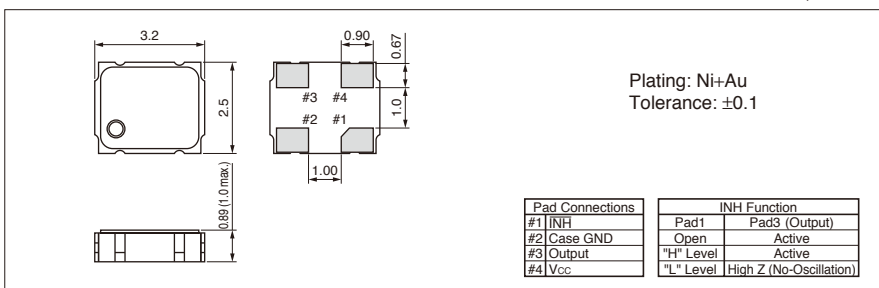 3.2
2.5
0.89 (1.0 max.)
0.90
0.67
1.0
1.00
#3 #4
#2 #1
Plating: Ni+Au
Tolerance: ±0.1
Pad Connections
#1 INH
#2 Case GND
#3 Output
#4 Vcc
INH Function
Pad1 Pad3 (Output)
Open Active
"H" Level Active
"L" Level High Z (No-Oscillation)